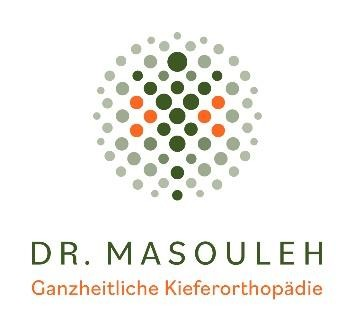 DR. MASOULEH
Ganzheitliche Kieferorthopädie